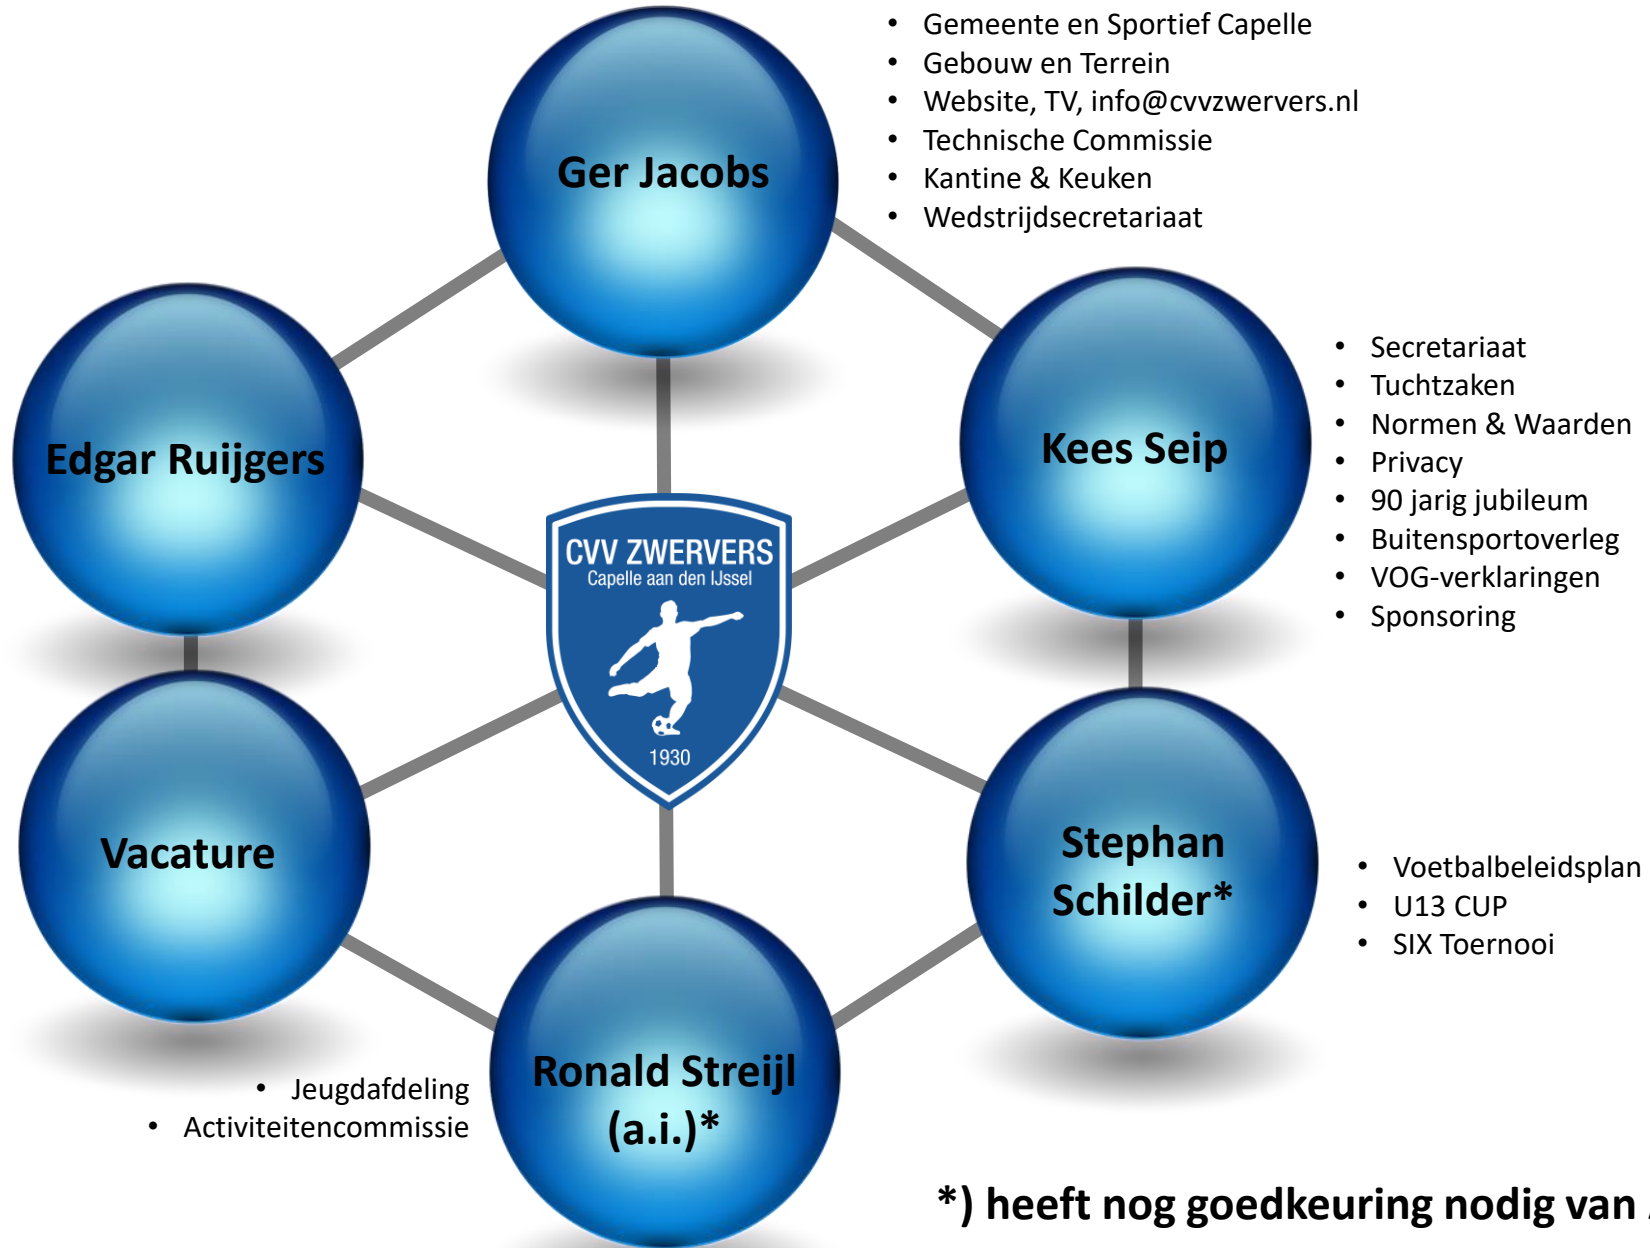 • Gemeente en Sportief Capelle
• Gebouw en Terrein
• Website, TV, info@cvvzwervers.nl
• Technische Commissie
• Kantine & Keuken
• Wedstrijdsecretariaat
Ger Jacobs
Edgar Ruijgers
Kees Seip
• Secretariaat
• Tuchtzaken
• Normen & Waarden
• Privacy
• 90 jarig jubileum
• Buitensportoverleg
• VOG-verklaringen
• Sponsoring
CVV ZWERVERS
Capelle aan den IJssel
1930
Vacature
Stephan
Schilder*
• Voetbalbeleidsplan
• U13 CUP
• SIX Toernooi
• Jeugdafdeling
• Activiteitencommissie
Ronald Streijl
(a.i.)*
*) heeft nog goedkeuring nodig van